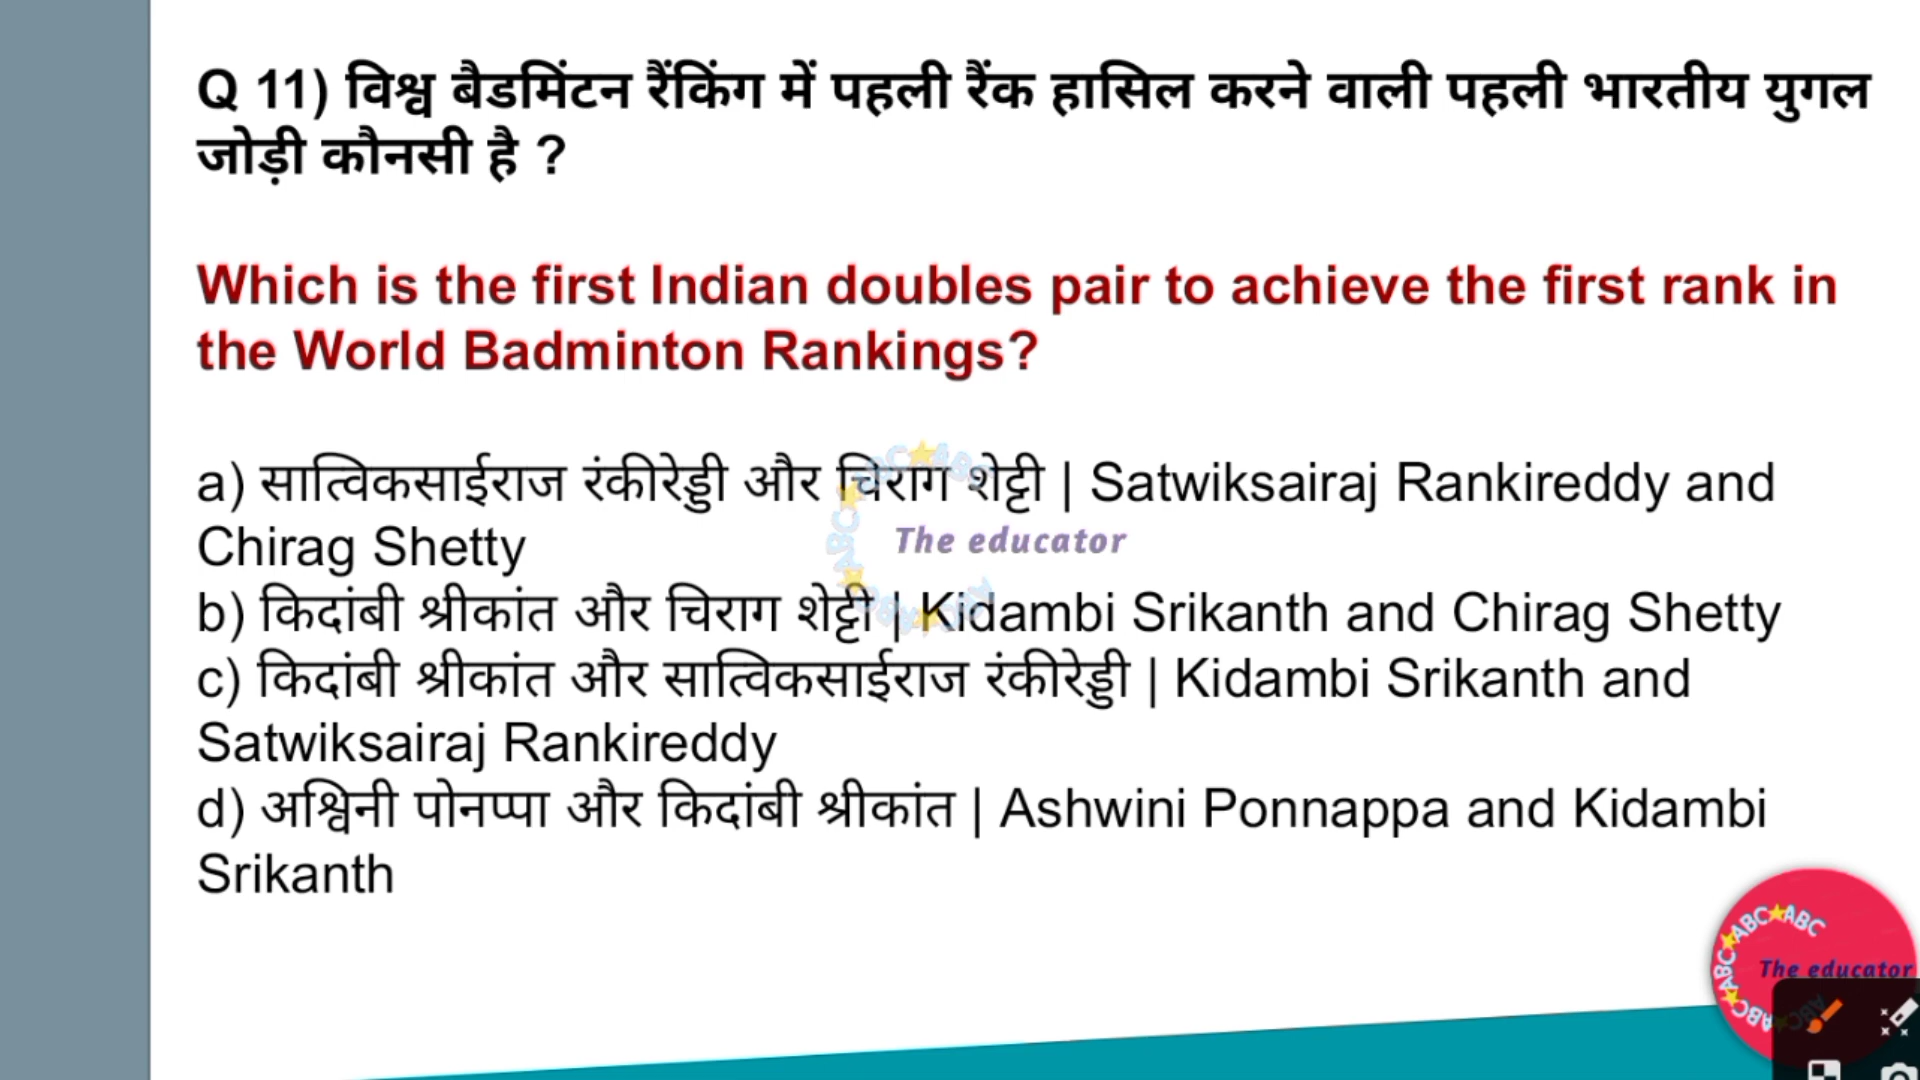 Q 11) विश्व बैडमिंटन रैंकिंग में पहली रैंक हासिल करने वाली पहली भारतीय युगल
जोड़ी कौनसी है ?
Which is the first Indian doubles pair to achieve the first rank in
the World Badminton Rankings?
a) सात्विकसाईराज रंकीरेड्डी और चिराग शेट्टी | Satwiksairaj Rankireddy and
Chirag Shetty
The educator
b) किदांबी श्रीकांत और चिराग शेट्टी | Kidambi Srikanth and Chirag Shetty
c) किदांबी श्रीकांत और सात्विकसाईराज रंकीरेड्डी | Kidambi Srikanth and
Satwiksairaj Rankireddy
d) अश्विनी पोनप्पा और किदांबी श्रीकांत | Ashwini Ponnappa and Kidambi
Srikanth
ABC★ABC★ABC★ABC
The educator